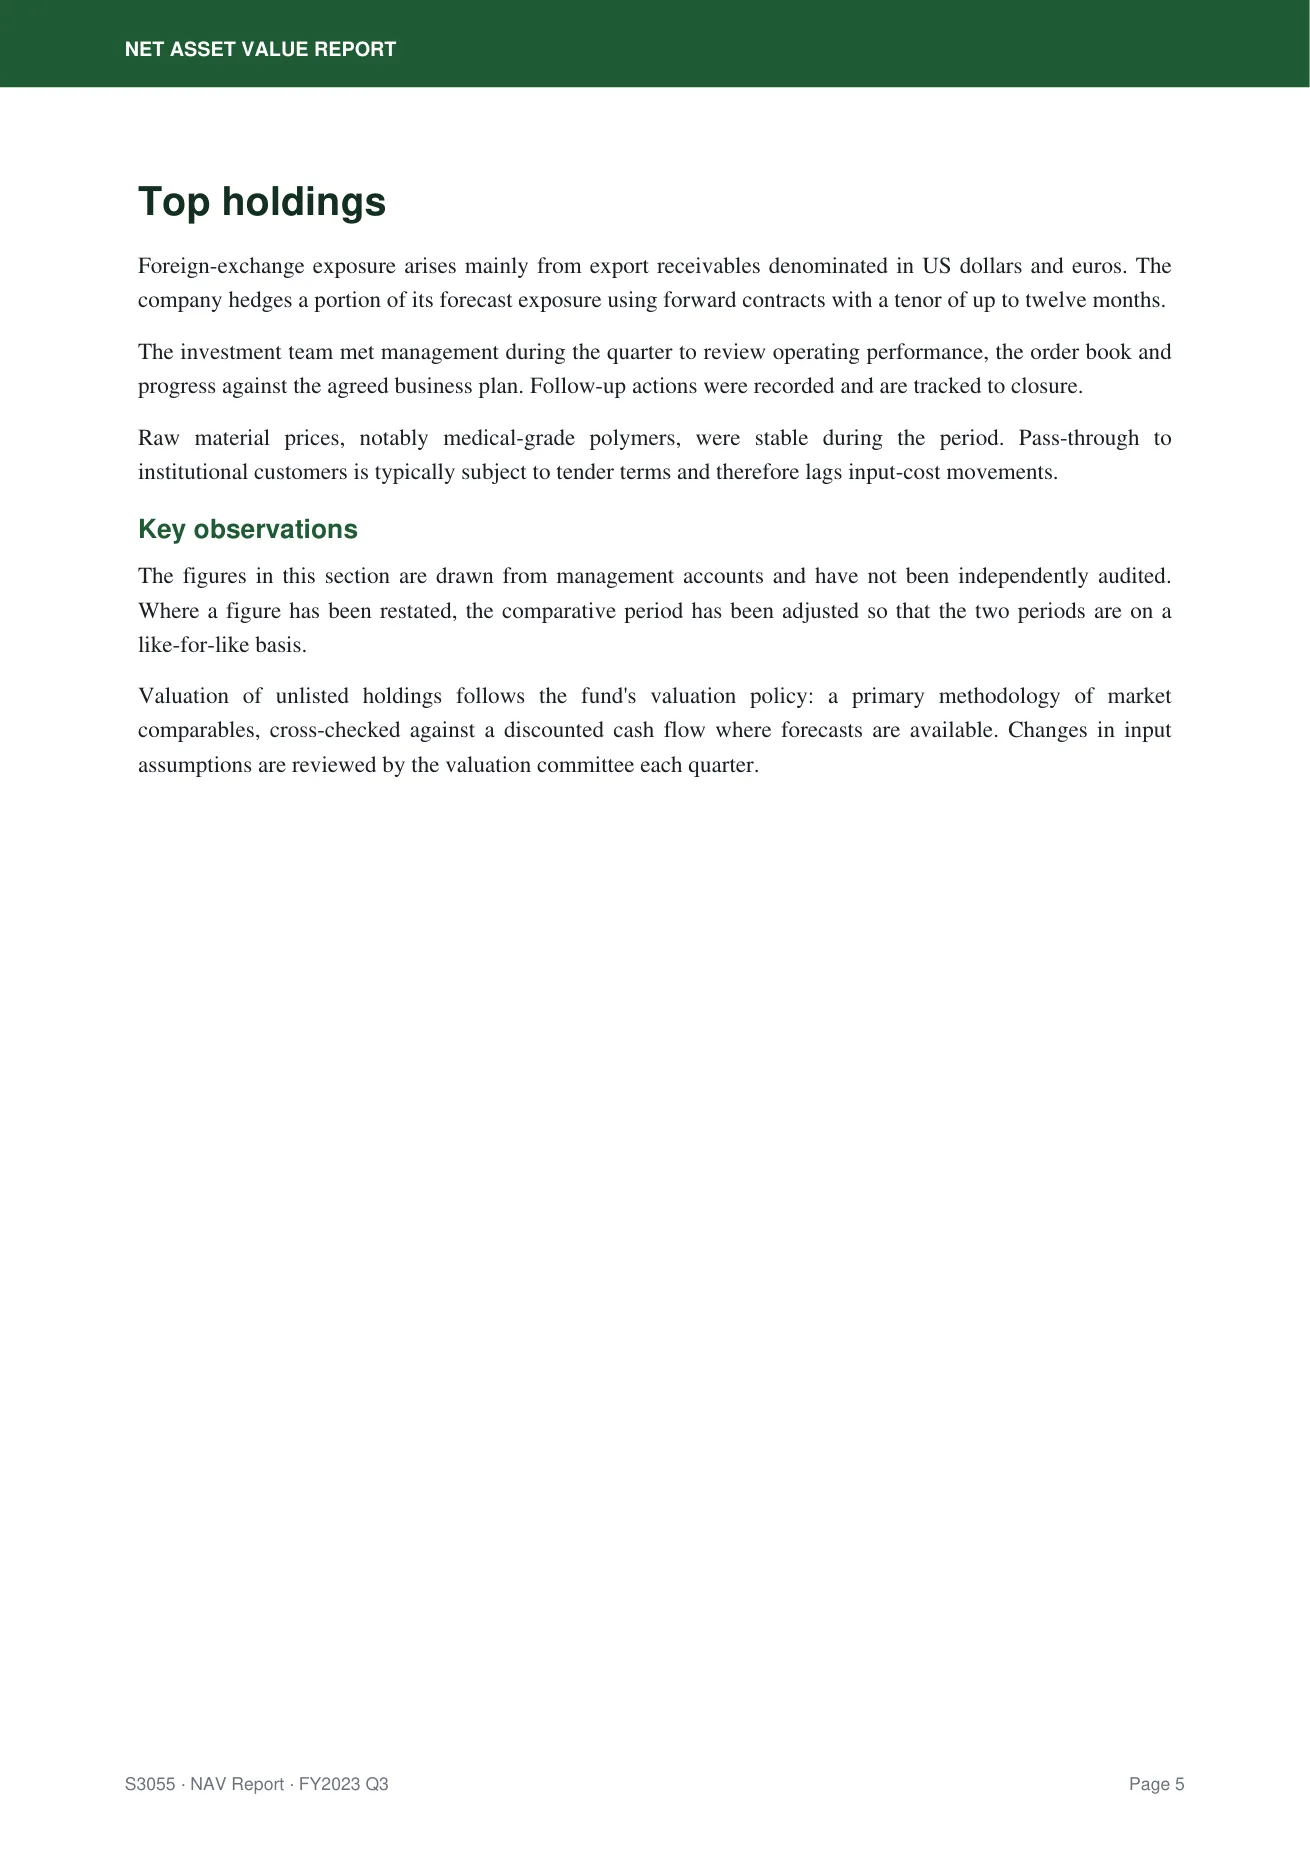 NET ASSET VALUE REPORT
Top holdings
Foreign-exchange exposure arises mainly from export receivables denominated in US dollars and euros. The
company hedges a portion of its forecast exposure using forward contracts with a tenor of up to twelve months.
The investment team met management during the quarter to review operating performance, the order book and
progress against the agreed business plan. Follow-up actions were recorded and are tracked to closure.
Raw material prices, notably medical-grade polymers, were stable during the period. Pass-through to
institutional customers is typically subject to tender terms and therefore lags input-cost movements.
Key observations
The figures in this section are drawn from management accounts and have not been independently audited.
Where a figure has been restated, the comparative period has been adjusted so that the two periods are on a
like-for-like basis.
Valuation of unlisted holdings follows the fund's valuation policy: a primary methodology of market
comparables, cross-checked against a discounted cash flow where forecasts are available. Changes in input
assumptions are reviewed by the valuation committee each quarter.
S3055 · NAV Report · FY2023 Q3
Page 5